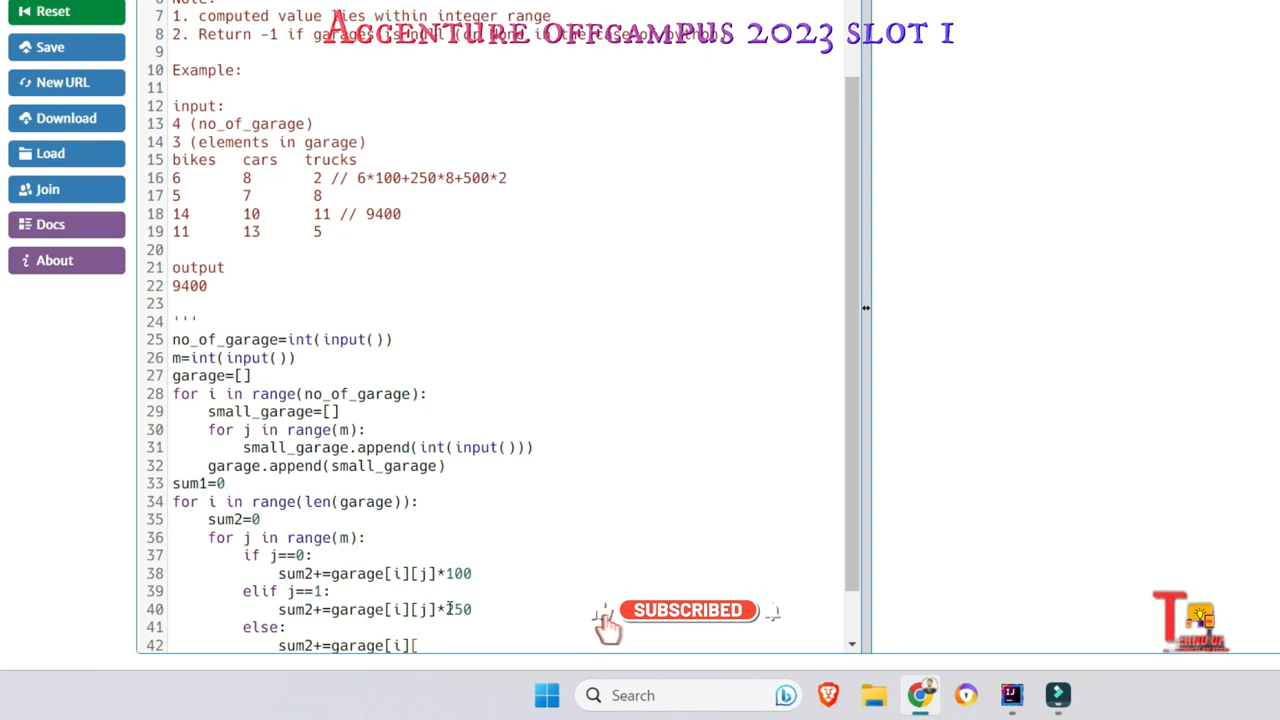 Accenture offcampus 2023 slot 1
Reset
Save
New URL
Download
Load
Join
Docs
About
7 1. computed value lies within integer range
8 2. Return -1 if garages is null
9
10 Example:
11
12 input:
13 4 (no_of_garage)
14 3 (elements in garage)
15 bikes cars trucks
16 6 8 2 // 6*100+250*8+500*2
17 5 7 8
18 14 10 11 // 9400
19 11 13 5
20
21 output
22 9400
23
24 '''
25 no_of_garage=int(input())
26 m=int(input())
27 garage=[]
28 for i in range(no_of_garage):
29 small_garage=[]
30 for j in range(m):
31 small_garage.append(int(input()))
32 garage.append(small_garage)
33 sum1=0
34 for i in range(len(garage)):
35 sum2=0
36 for j in range(m):
37 if j==0:
38 sum2+=garage[i][j]*100
39 elif j==1:
40 sum2+=garage[i][j]*250
41 else:
42 sum2+=garage[i][
SUBSCRIBED
Search